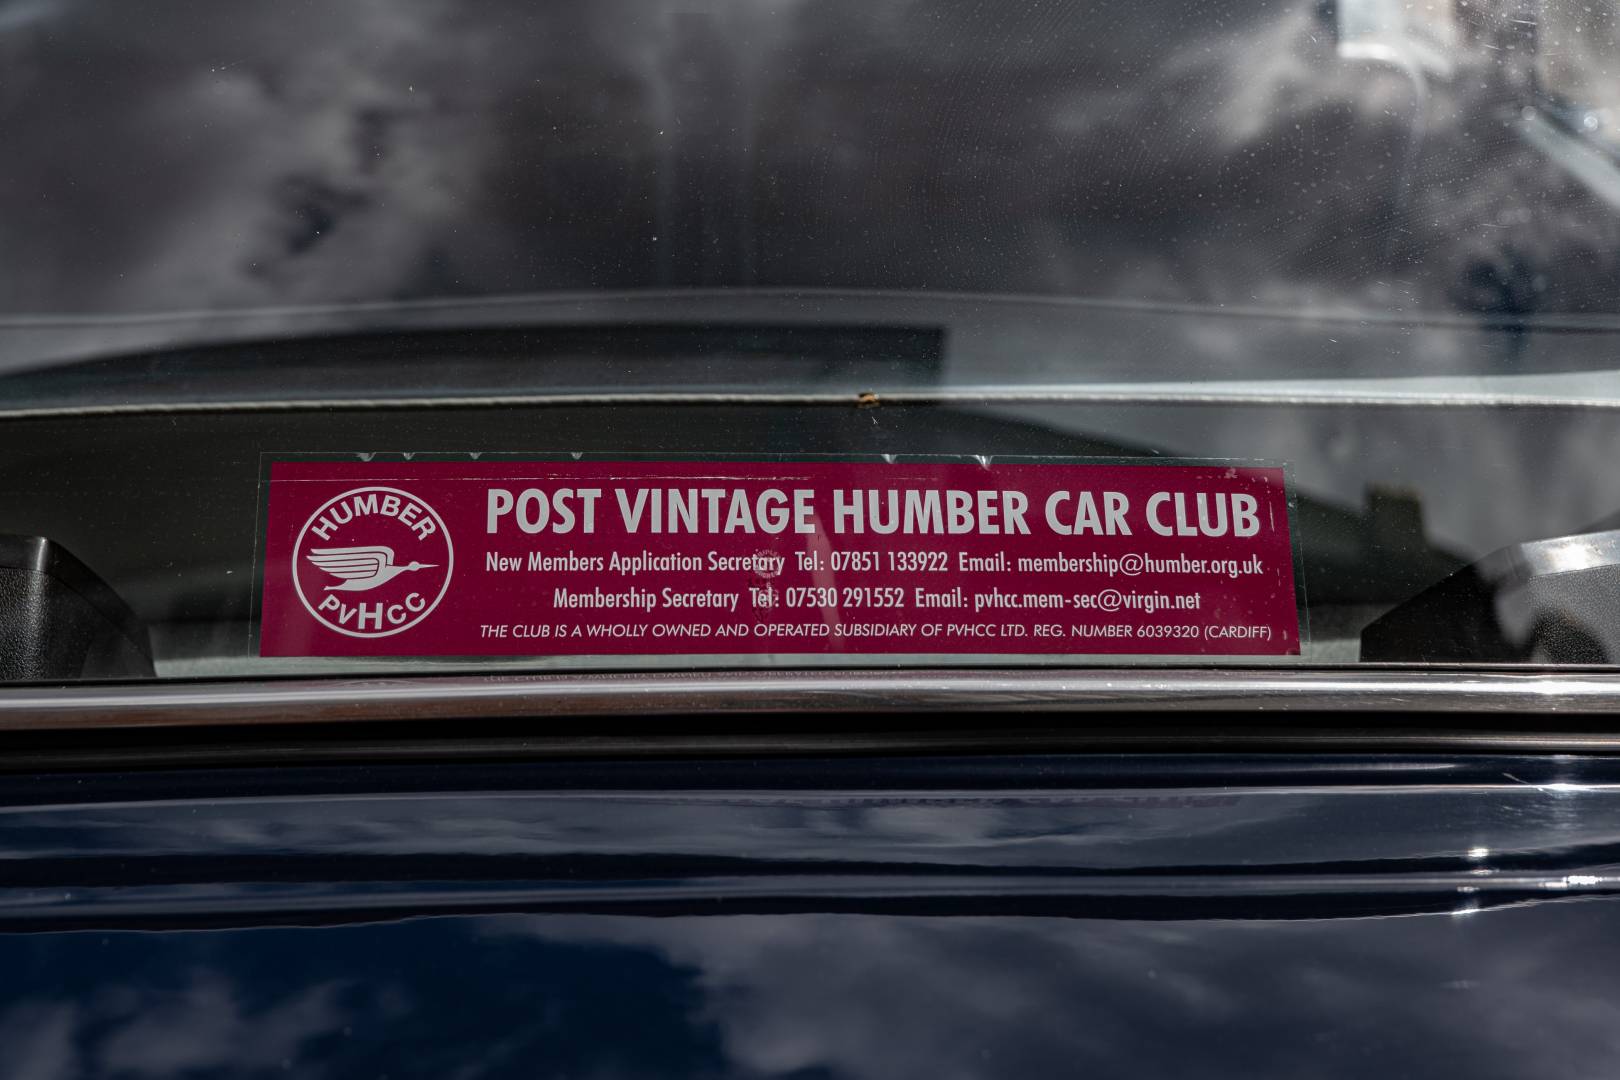 HUMBER
PVHCC
POST VINTAGE HUMBER CAR CLUB
New Members Application Secretary Tel: 07851 133922 Email: membership@humber.org.uk
Membership Secretary Tel: 07530 291552 Email: pvhcc.mem-sec@virgin.net
THE CLUB IS A WHOLLY OWNED AND OPERATED SUBSIDIARY OF PVHCC LTD. REG. NUMBER 6039320 (CARDIFF)